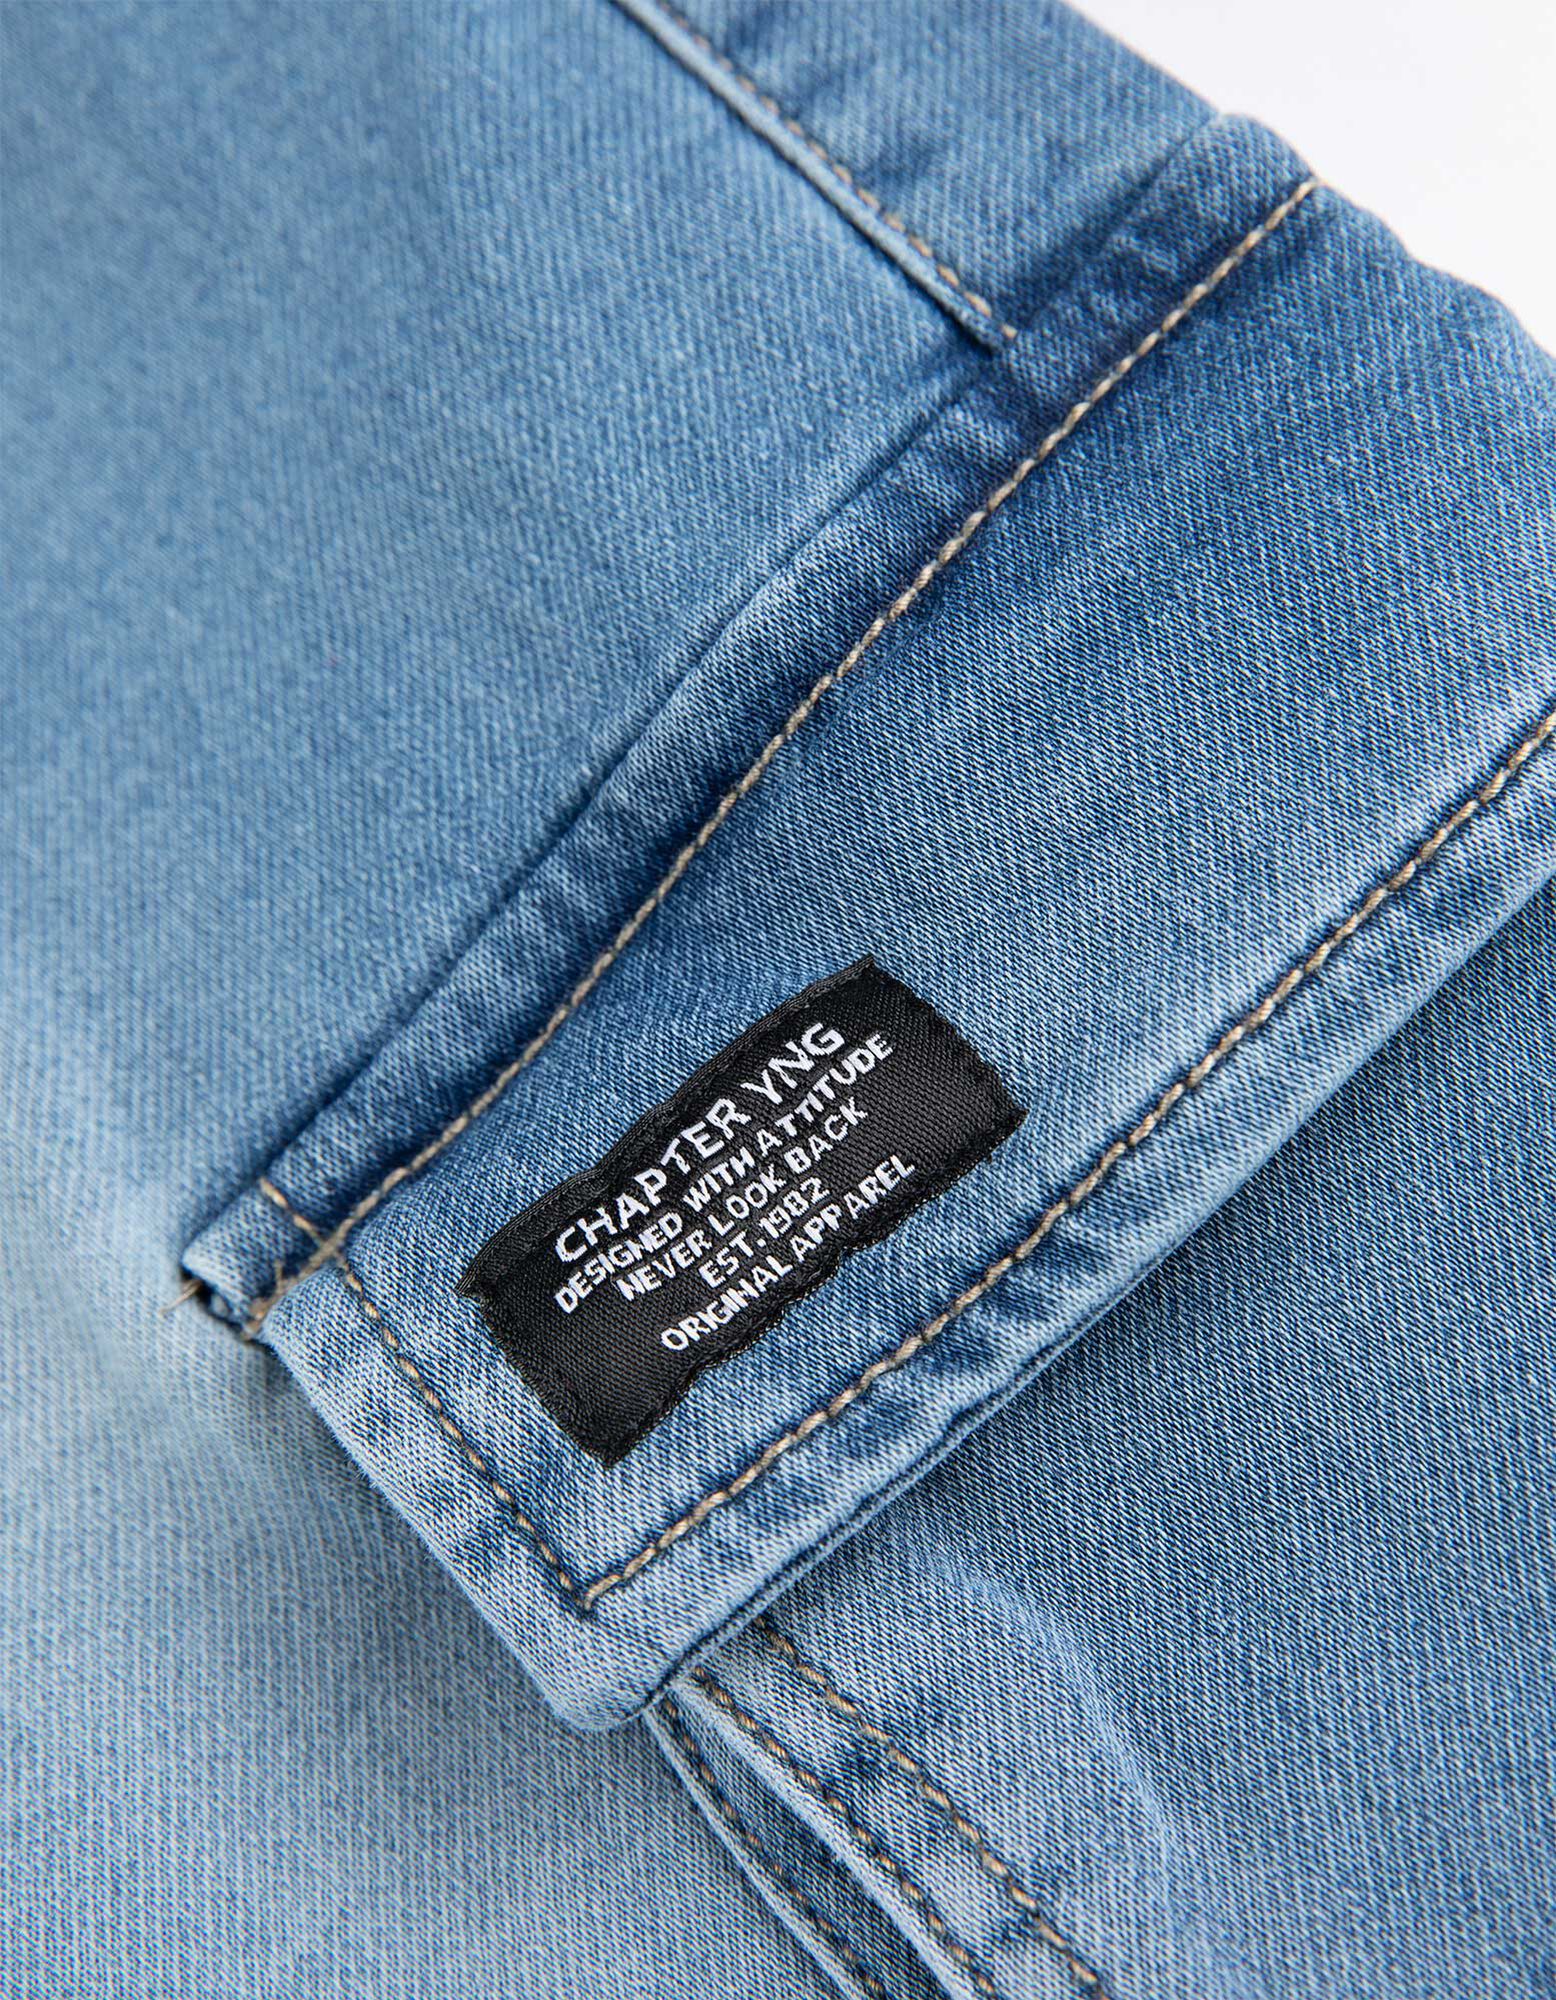 CHAPTER YNG
DESIGNED WITH ATTITUDE
NEVER LOOK BACK
EST.1982
ORIGINAL APPAREL